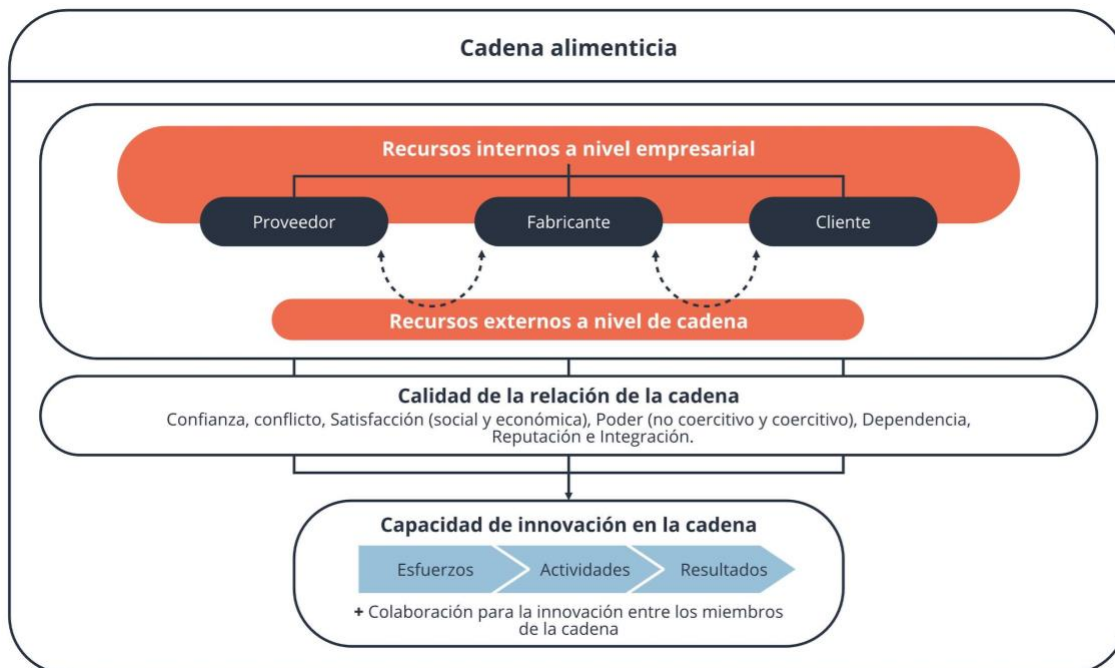 Cadena alimenticia
Recursos internos a nivel empresarial
Proveedor
Fabricante
Cliente
Recursos externos a nivel de cadena
Calidad de la relación de la cadena
Confianza, conflicto, Satisfacción (social y económica), Poder (no coercitivo y coercitivo), Dependencia,
Reputación e Integración.
Capacidad de innovación en la cadena
Esfuerzos
Actividades
Resultados
+ Colaboración para la innovación entre los miembros
de la cadena